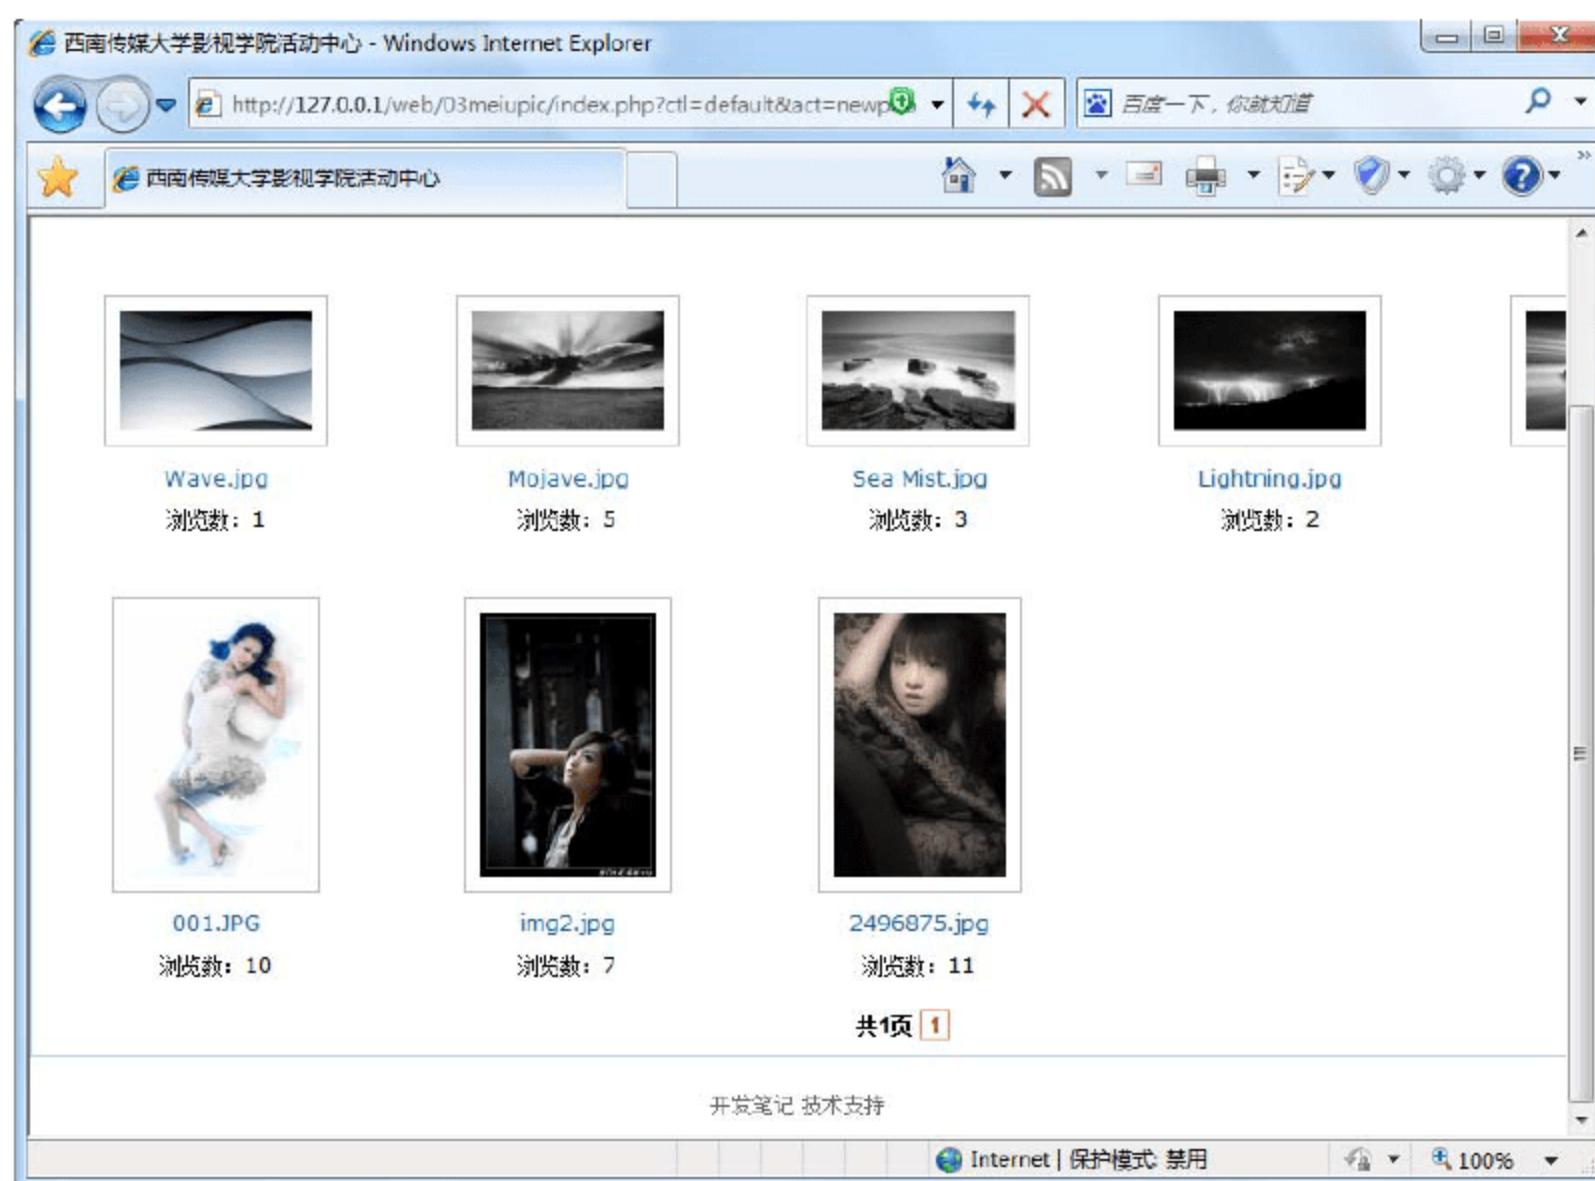 西南传媒大学影视学院活动中心 - Windows Internet Explorer
http://127.0.0.1/web/03meiupic/index.php?ctl=default&act=newp
百度一下，你就知道
西南传媒大学影视学院活动中心
Wave.jpg Mojave.jpg Sea Mist.jpg Lightning.jpg
浏览数：1 浏览数：5 浏览数：3 浏览数：2
001.JPG img2.jpg 2496875.jpg
浏览数：10 浏览数：7 浏览数：11
共1页 1
开发笔记 技术支持
Internet | 保护模式: 禁用 100%